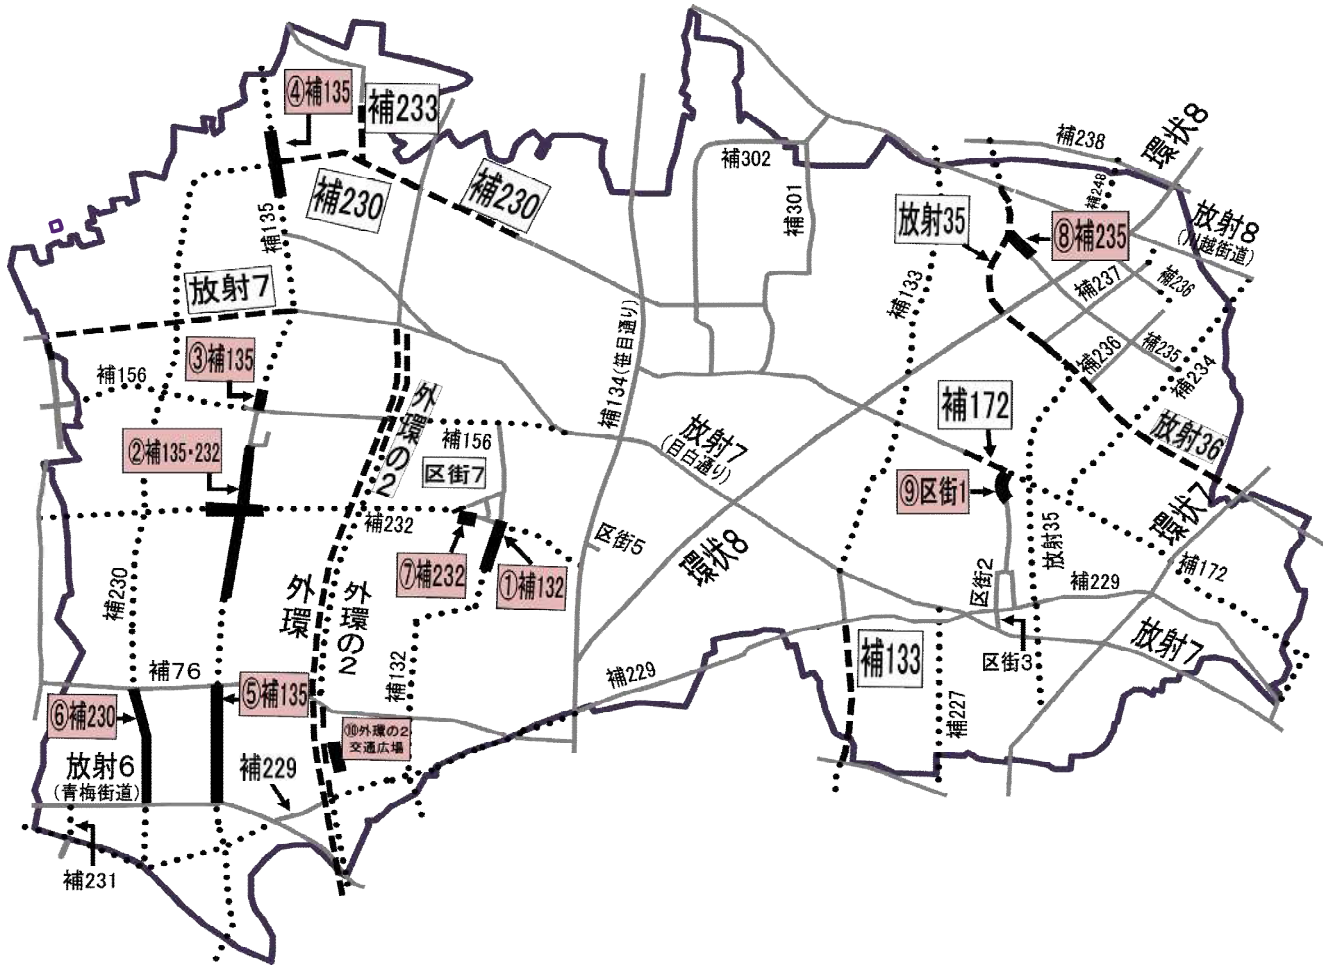 ④補135
補233
補230
補230
補135
放射7
③補135
補156
②補135・232
外環の2
補156
区街7
補232
⑦補232
①補132
補230
外環
外環の2
補132
補76
⑤補135
⑥補230
⑩外環の2
交通広場
放射6
(青梅街道)
補229
補231
補302
補301
補134(笹目通り)
放射7
(目白通り)
区街5
環状8
補229
補238
環状8
補248
放射8
(川越街道)
放射35
⑧補235
補133
補237
補236
補236
補235
補234
補172
放射36
⑨区街1
環状7
放射35
区街2
補229
補172
区街3
放射7
補133
補227